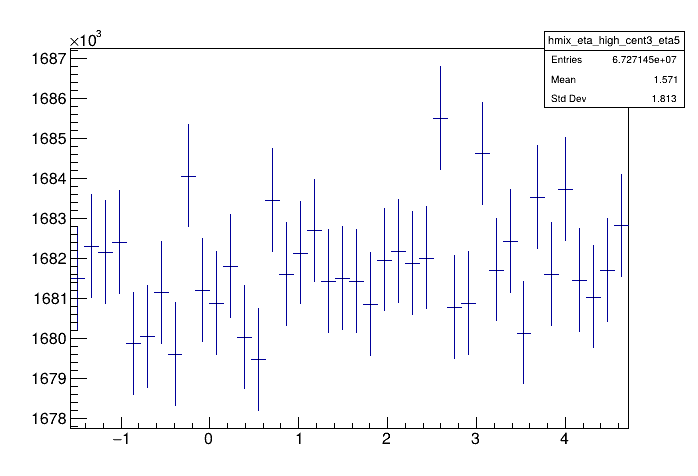 ×10³
hmix_eta_high_cent3_eta5
Entries 6.727145e+07
Mean 1.571
Std Dev 1.813
1687
1686
1685
1684
1683
1682
1681
1680
1679
1678
−1 0 1 2 3 4